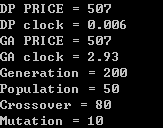 DP PRICE = 507
DP clock = 0.006
GA PRICE = 507
GA clock = 2.93
Generation = 200
Population = 50
Crossover = 80
Mutation = 10